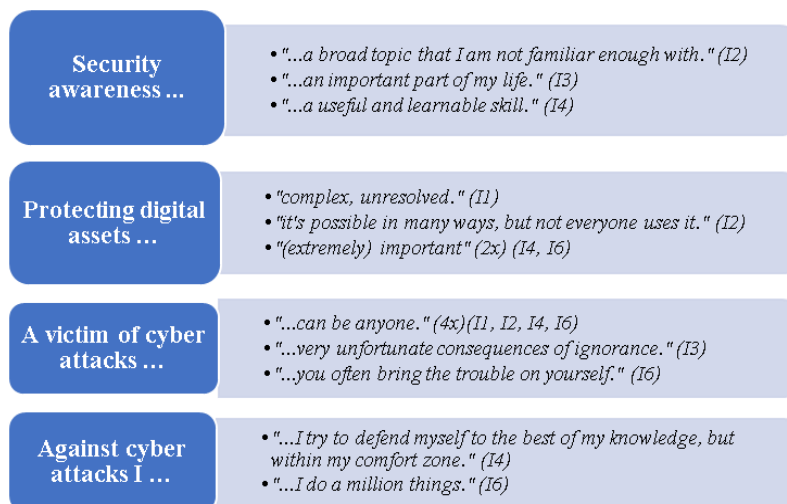 Security
awareness ...
• "...a broad topic that I am not familiar enough with." (I2)
• "...an important part of my life." (I3)
• "...a useful and learnable skill." (I4)
Protecting digital
assets ...
• "complex, unresolved." (I1)
• "it's possible in many ways, but not everyone uses it." (I2)
• "(extremely) important" (2x) (I4, I6)
A victim of cyber
attacks ...
• "...can be anyone." (4x)(I1, I2, I4, I6)
• "...very unfortunate consequences of ignorance." (I3)
• "...you often bring the trouble on yourself." (I6)
Against cyber
attacks I ...
• "...I try to defend myself to the best of my knowledge, but
within my comfort zone." (I4)
• "...I do a million things." (I6)